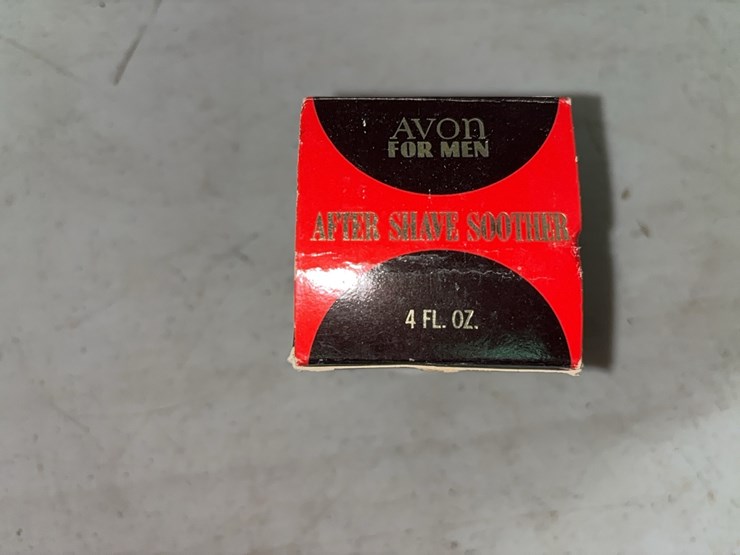 AVON
FOR MEN
AFTER SHAVE SOOTHER
4 FL. OZ.